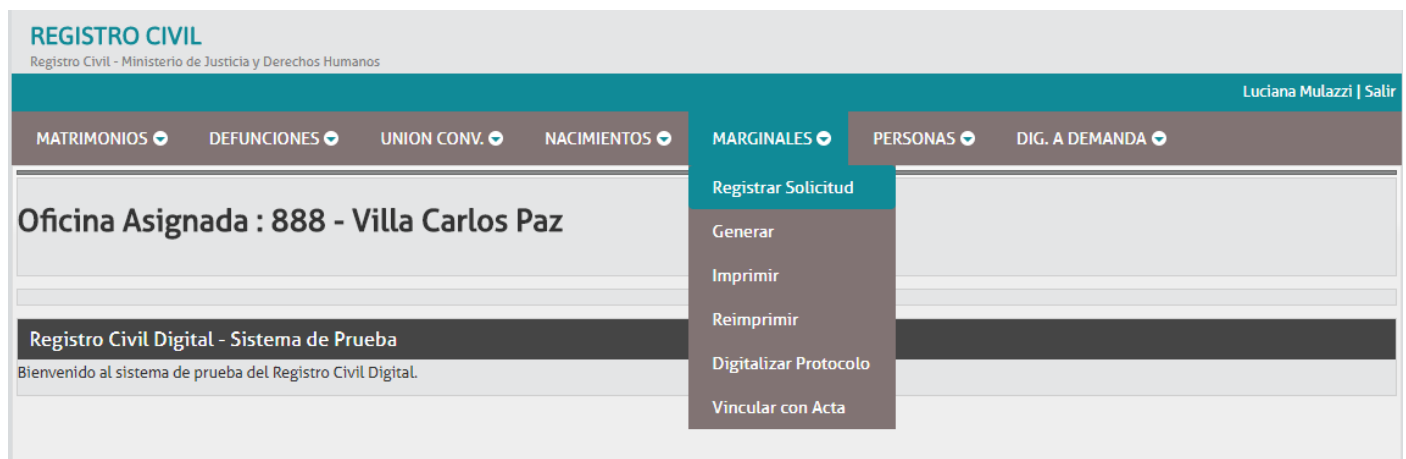 REGISTRO CIVIL
Registro Civil - Ministerio de Justicia y Derechos Humanos
Luciana Mulazzi | Salir
MATRIMONIOS DEFUNCIONES UNION CONV. NACIMIENTOS MARGINALES PERSONAS DIG. A DEMANDA
Registrar Solicitud
Generar
Imprimir
Reimprimir
Digitalizar Protocolo
Vincular con Acta
Oficina Asignada : 888 - Villa Carlos Paz
Registro Civil Digital - Sistema de Prueba
Bienvenido al sistema de prueba del Registro Civil Digital.